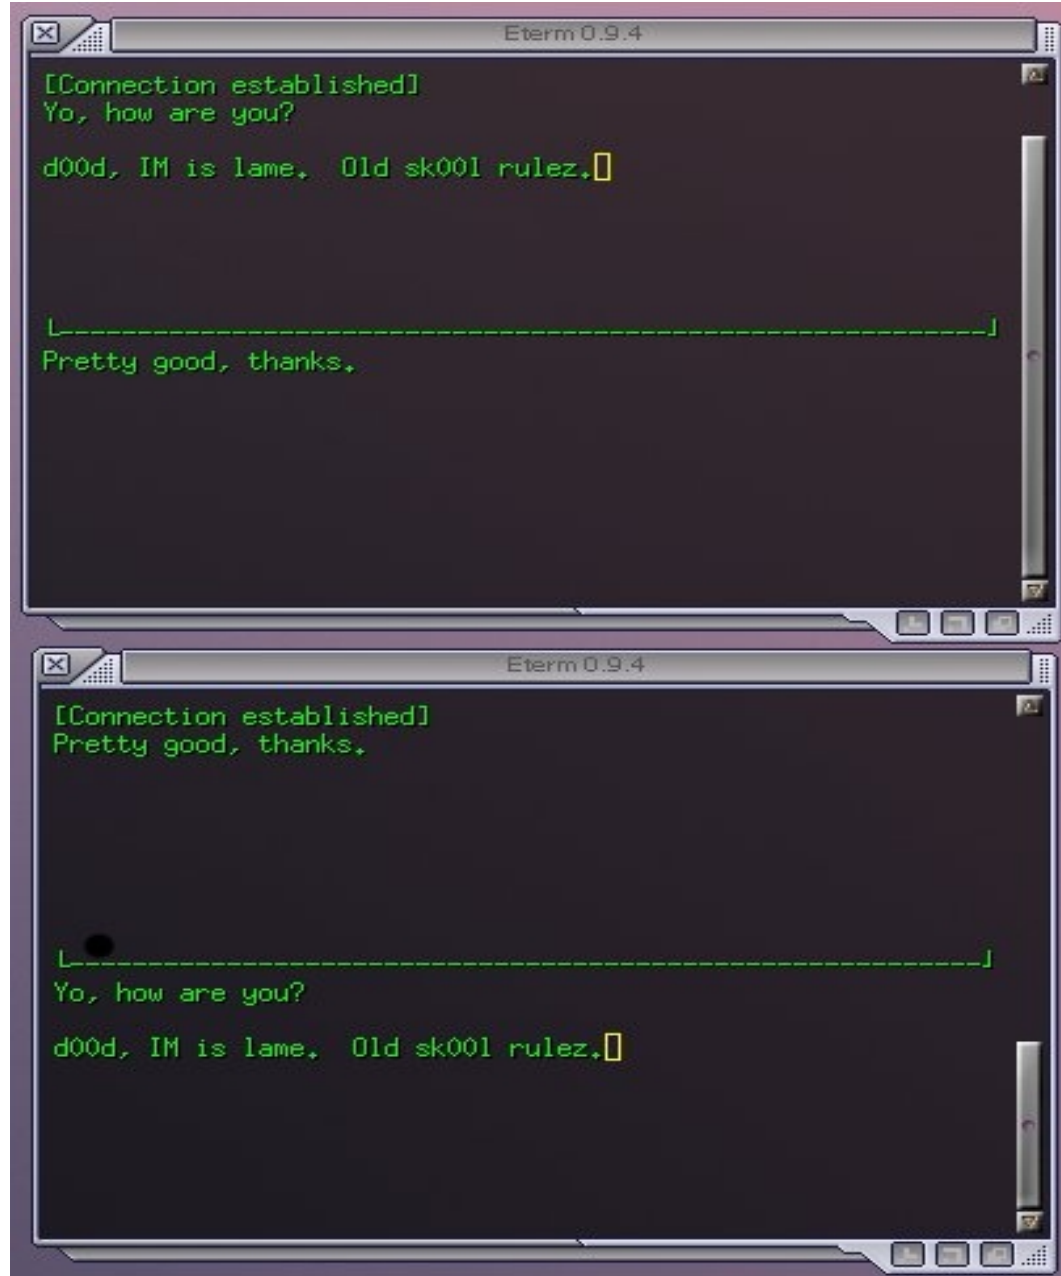 Eterm 0.9.4
[Connection established]
Yo, how are you?
d00d, IM is lame.  Old sk00l rulez.
Pretty good, thanks.
Eterm 0.9.4
[Connection established]
Pretty good, thanks.
Yo, how are you?
d00d, IM is lame.  Old sk00l rulez.